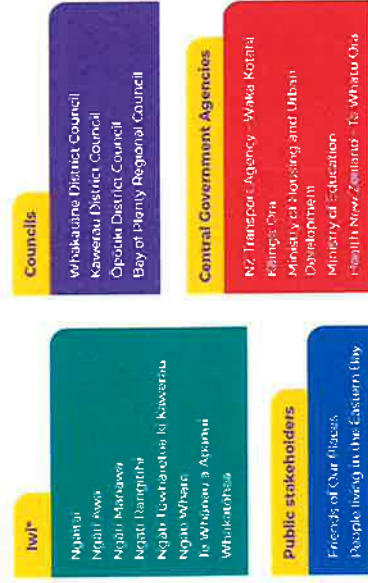 Iwi*
Ngaitai
Ngāti Awa
Ngāti Manawa
Ngāti Rangitihi
Ngāti Tūwharetoa ki Kawerau
Ngāti Whare
Te Whānau a Apanui
Whakatōhea
Councils
Whakatāne District Council
Kawerau District Council
Ōpōtiki District Council
Bay of Plenty Regional Council
Public stakeholders
Friends of Our Places
People living in the Eastern Bay
Central Government Agencies
NZ Transport Agency - Waka Kotahi
Kāinga Ora
Ministry of Housing and Urban
Development
Ministry of Education
Health New Zealand - Te Whatu Ora